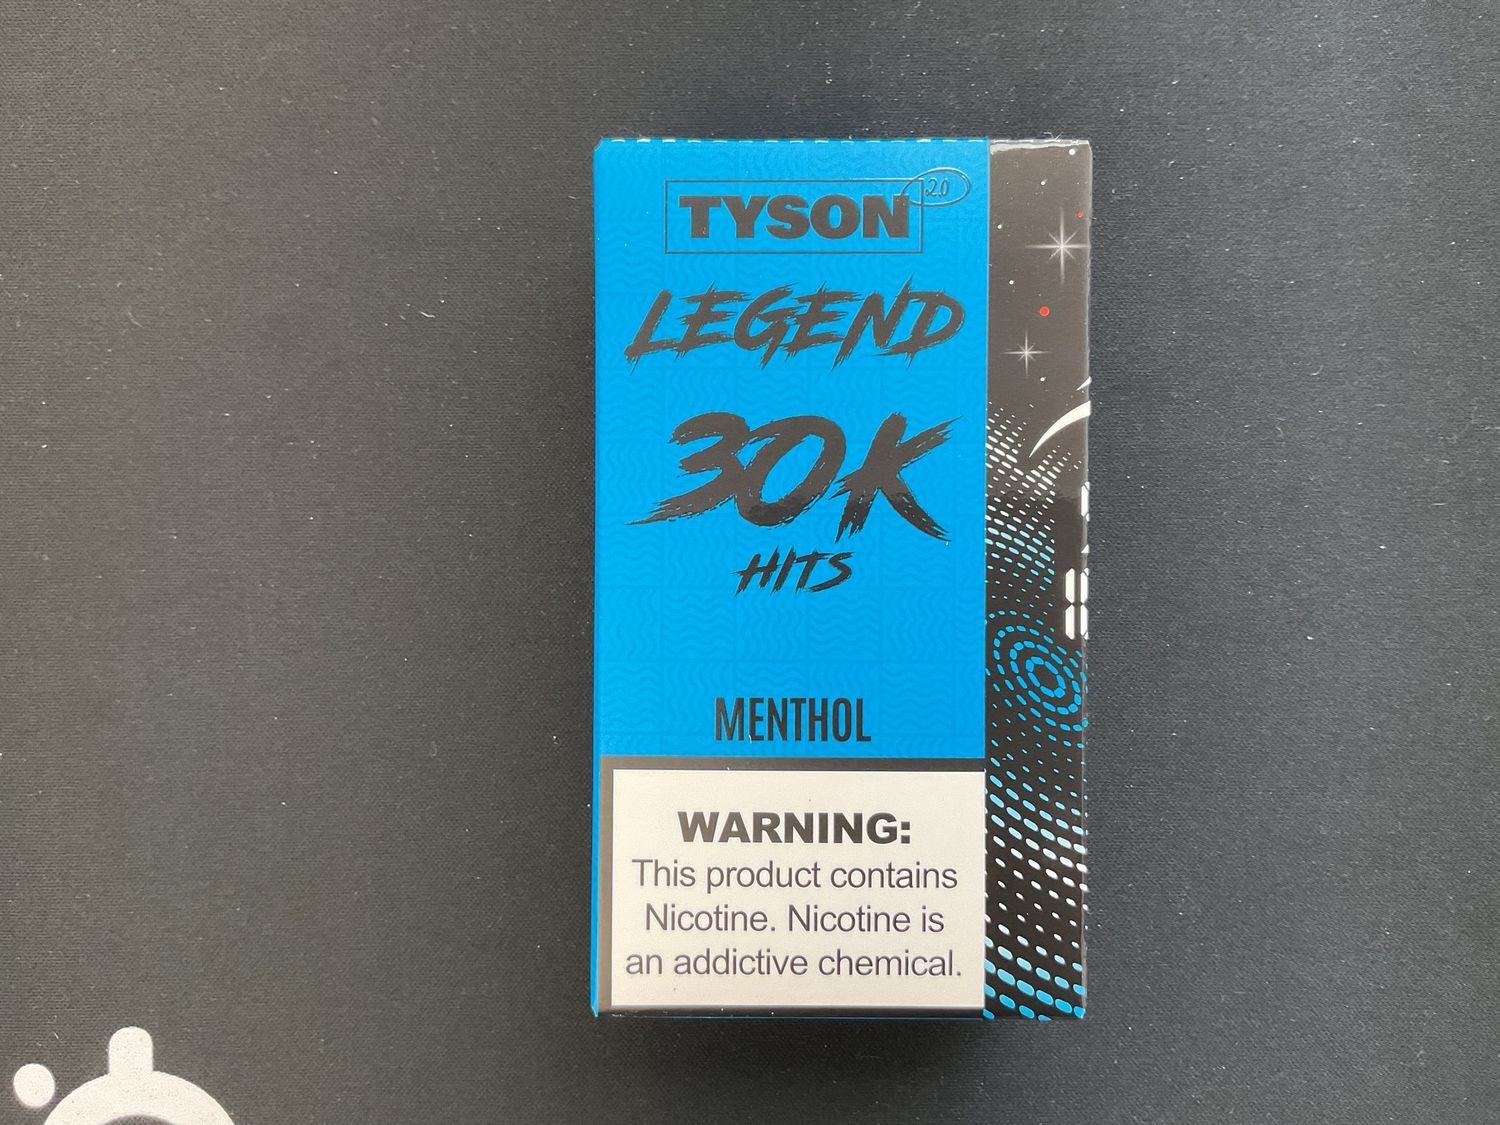 TYSON 2.0
LEGEND
30K
HITS
MENTHOL
WARNING:
This product contains
Nicotine. Nicotine is
an addictive chemical.